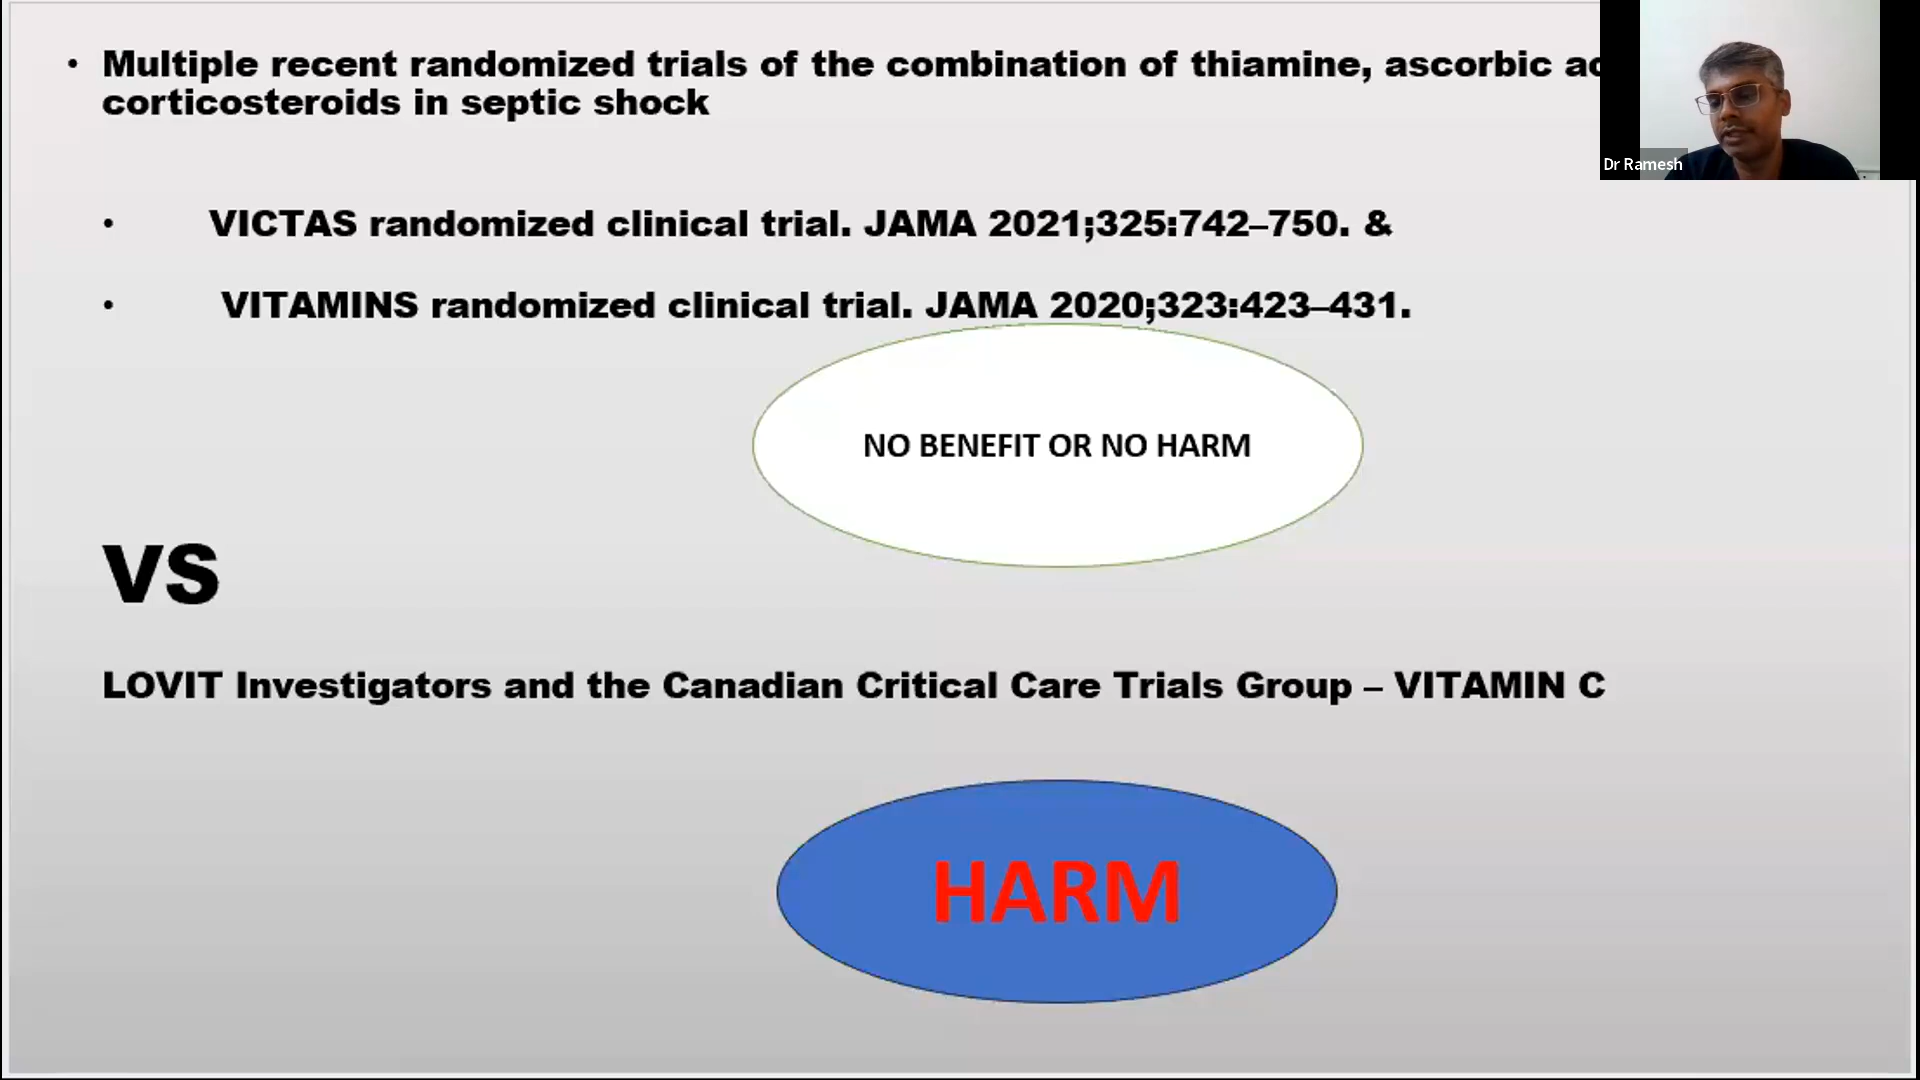 • Multiple recent randomized trials of the combination of thiamine, ascorbic
corticosteroids in septic shock
Dr Ramesh
• VICTAS randomized clinical trial. JAMA 2021;325:742–750. &
• VITAMINS randomized clinical trial. JAMA 2020;323:423–431.
NO BENEFIT OR NO HARM
VS
LOVIT Investigators and the Canadian Critical Care Trials Group – VITAMIN C
HARM